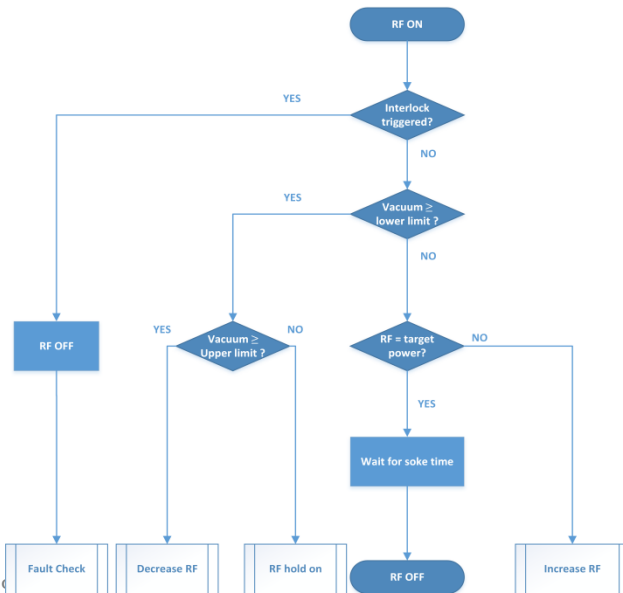 RF ON
YES
Interlock
triggered?
NO
YES
Vacuum ≥
lower limit ?
NO
RF OFF
YES
Vacuum ≥
Upper limit ?
NO
RF = target
power?
NO
YES
Wait for soke time
Fault Check
Decrease RF
RF hold on
RF OFF
Increase RF